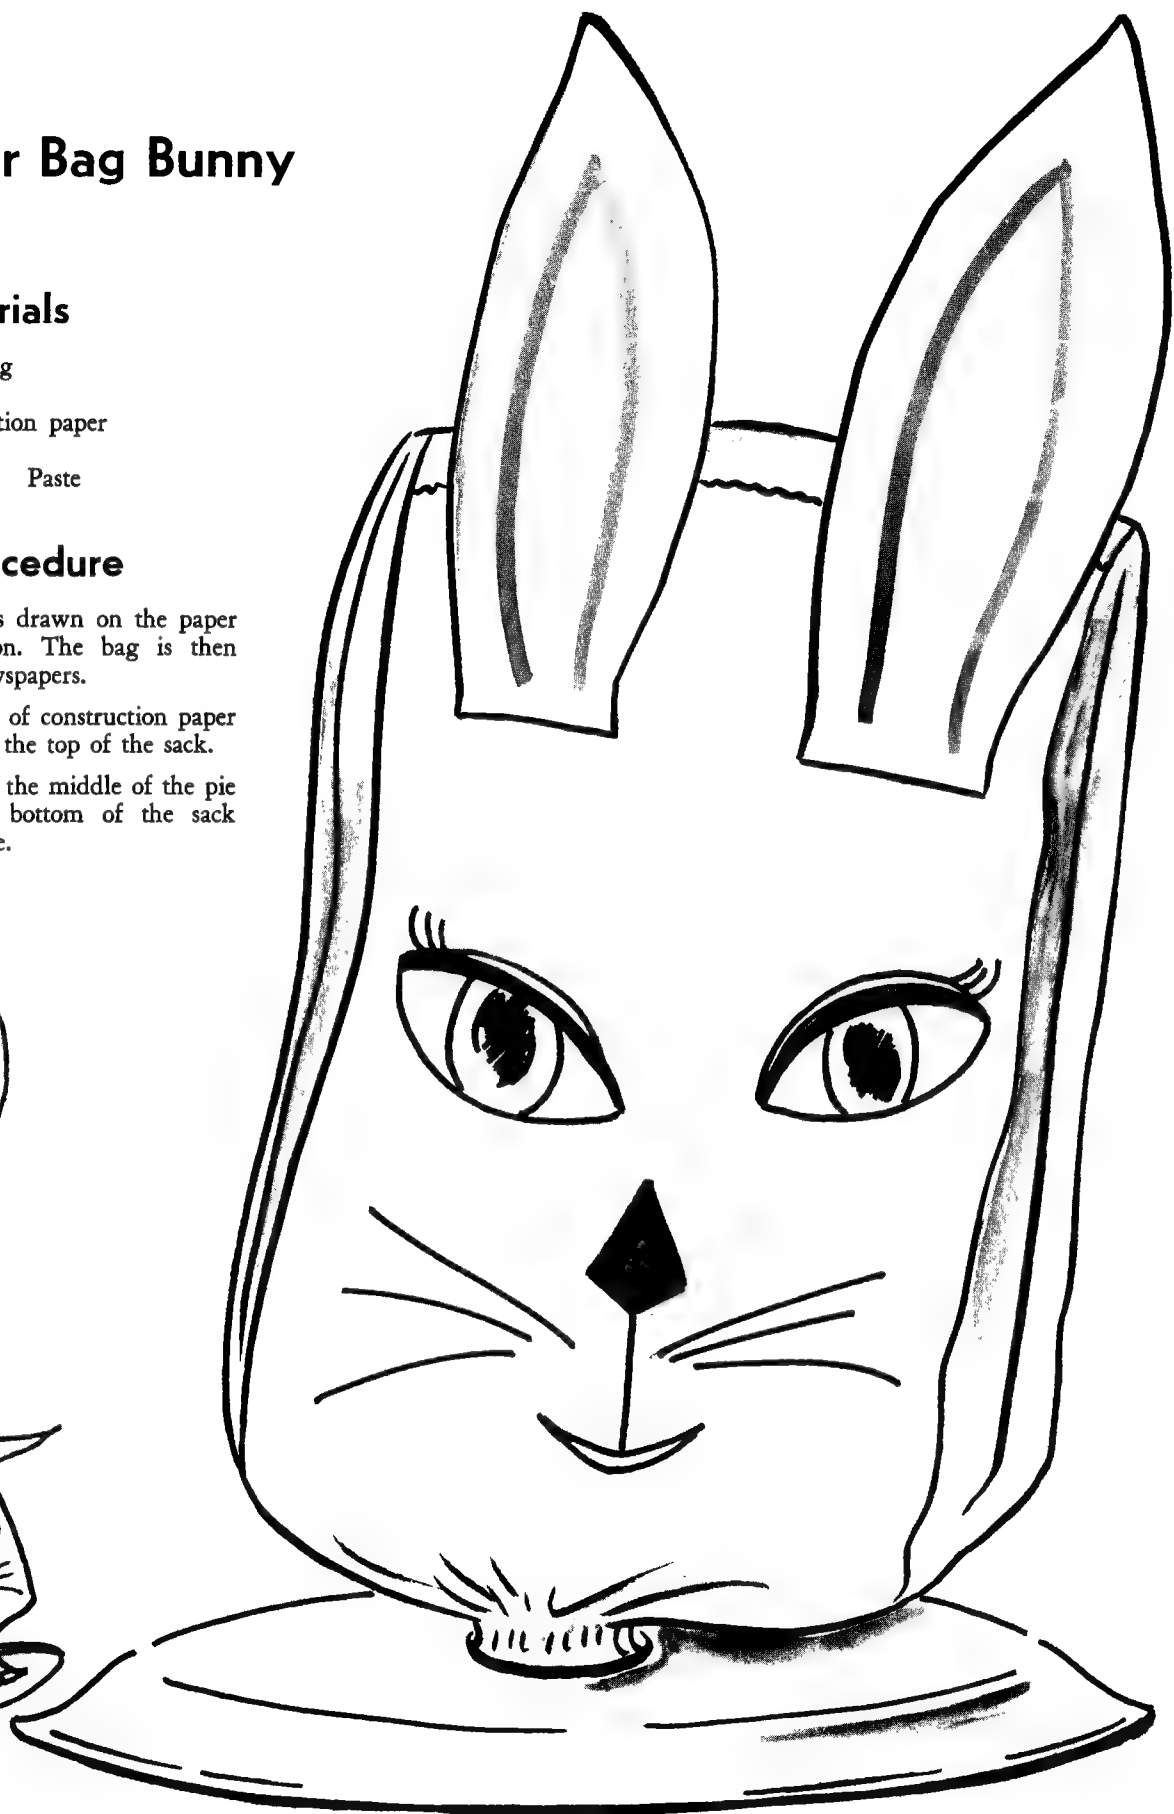 r Bag Bunny
rials
g
tion paper
Paste
cedure
s drawn on the paper
on. The bag is then
wspapers.
of construction paper
the top of the sack.
the middle of the pie
bottom of the sack
e.